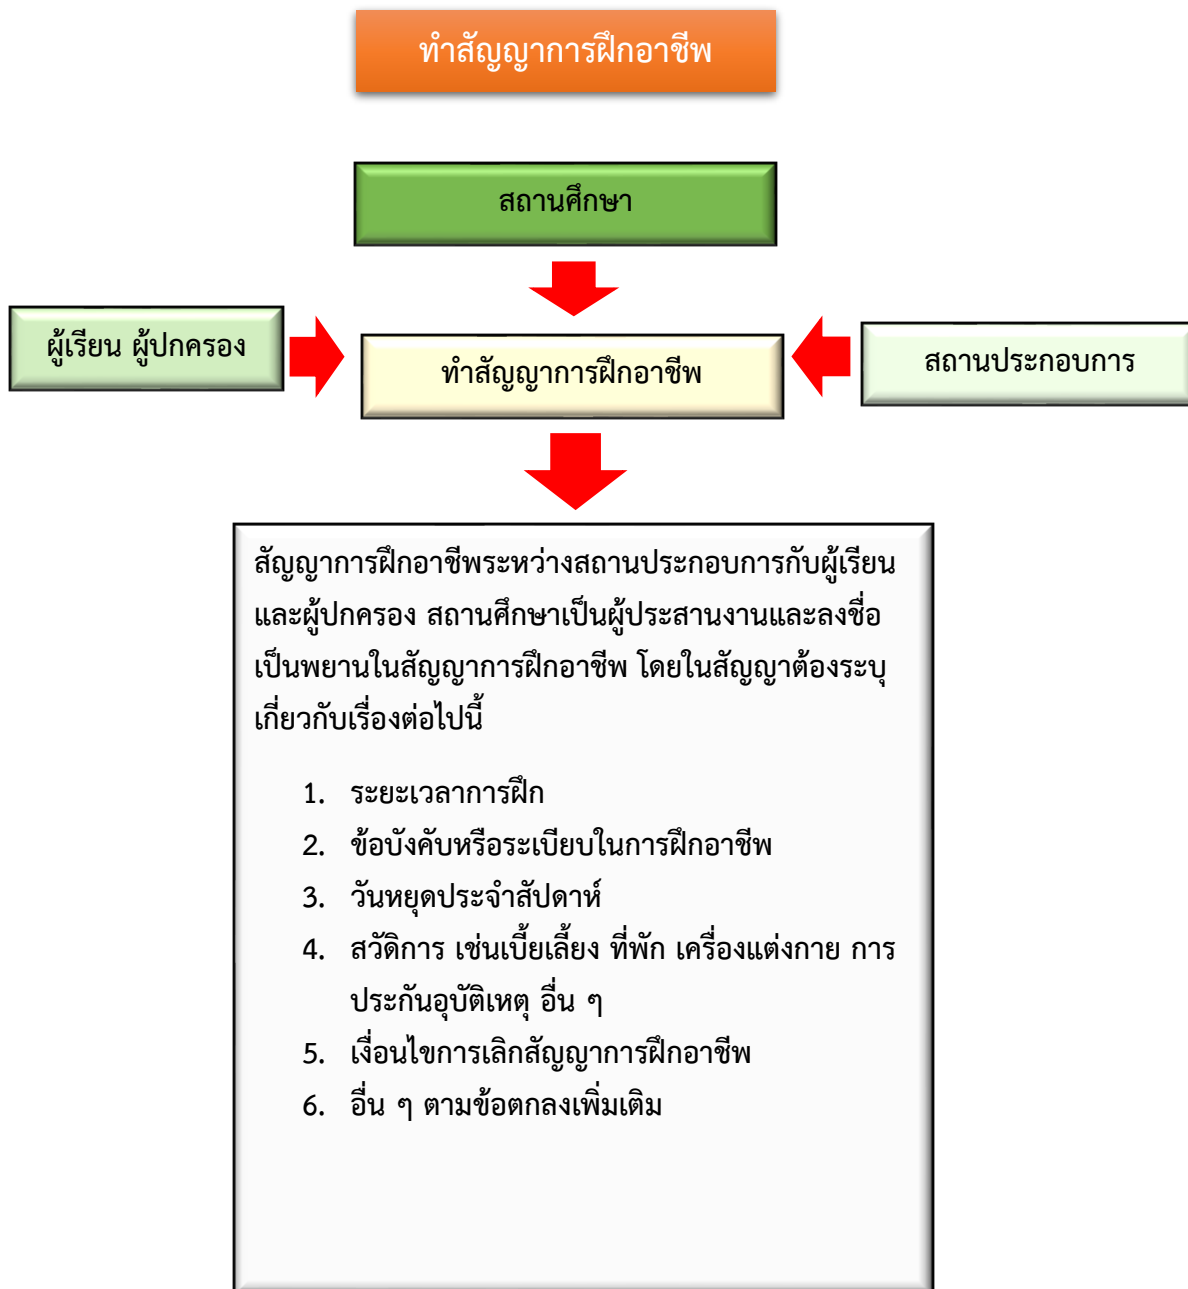 ทำสัญญาการฝึกอาชีพ
สถานศึกษา
ผู้เรียน ผู้ปกครอง
ทำสัญญาการฝึกอาชีพ
สถานประกอบการ
สัญญาการฝึกอาชีพระหว่างสถานประกอบการกับผู้เรียน
และผู้ปกครอง สถานศึกษาเป็นผู้ประสานงานและลงชื่อ
เป็นพยานในสัญญาการฝึกอาชีพ โดยในสัญญาต้องระบุ
เกี่ยวกับเรื่องต่อไปนี้
1. ระยะเวลาการฝึก
2. ข้อบังคับหรือระเบียบในการฝึกอาชีพ
3. วันหยุดประจำสัปดาห์
4. สวัดิการ เช่นเบี้ยเลี้ยง ที่พัก เครื่องแต่งกาย การ
ประกันอุบัติเหตุ อื่น ๆ
5. เงื่อนไขการเลิกสัญญาการฝึกอาชีพ
6. อื่น ๆ ตามข้อตกลงเพิ่มเติม